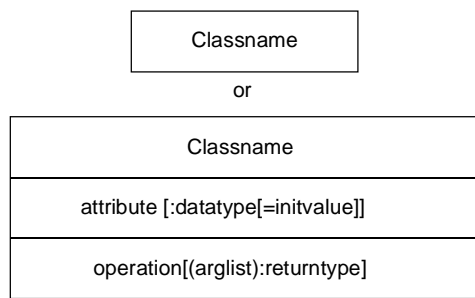 Classname
or
Classname
attribute [:datatype[=initvalue]]
operation[(arglist):returntype]